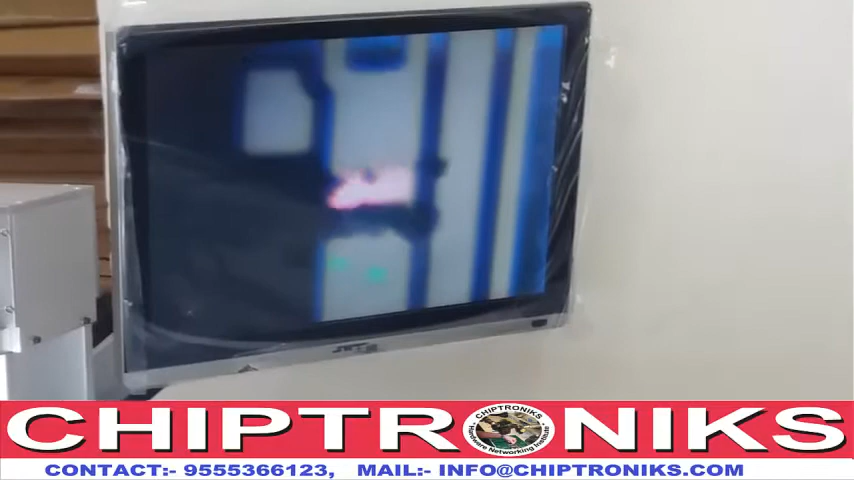 CHIPTRONIKS
CHIPTRONIKS
Hardware Networking Institute
CONTACT:- 9555366123, MAIL:- INFO@CHIPTRONIKS.COM